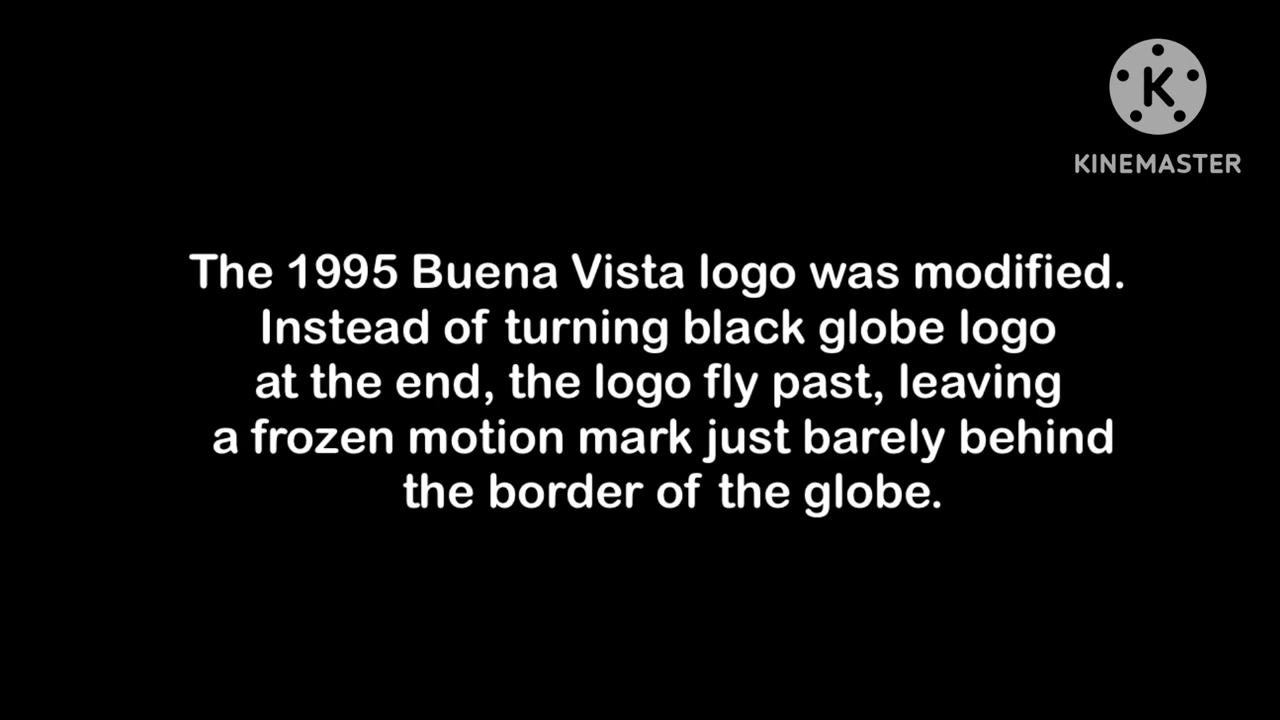 K
KINEMASTER
The 1995 Buena Vista logo was modified.
Instead of turning black globe logo
at the end, the logo fly past, leaving
a frozen motion mark just barely behind
the border of the globe.